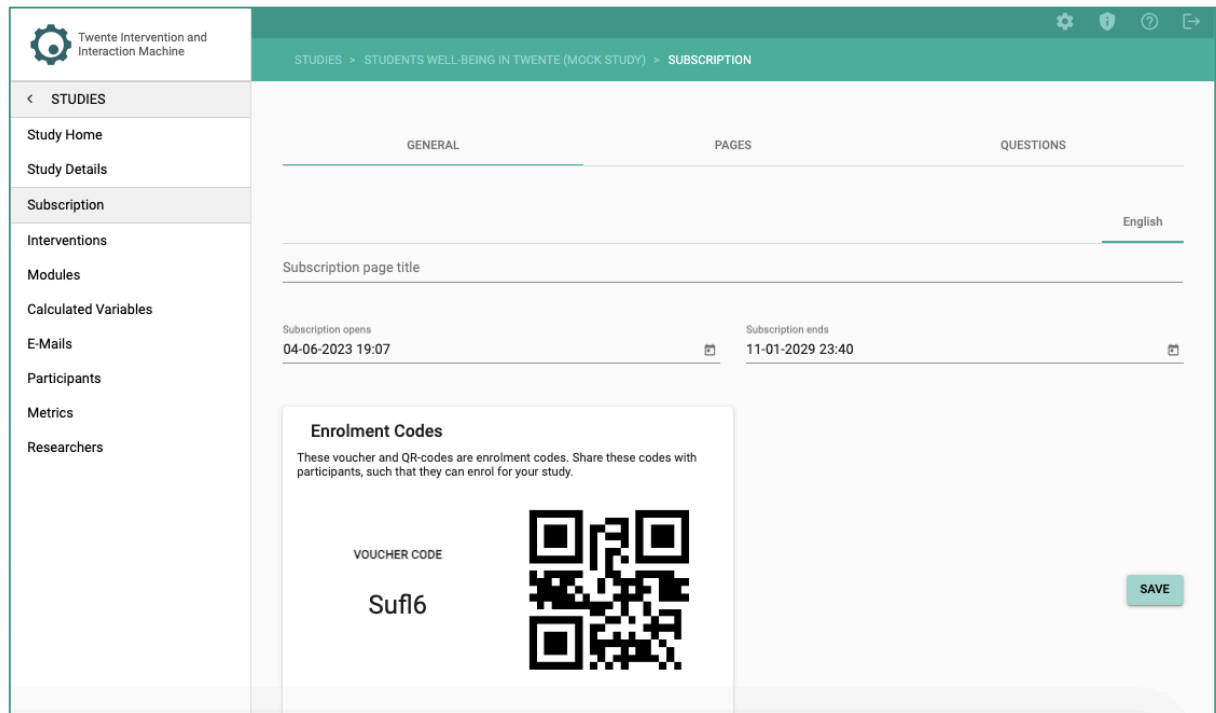 Twente Intervention and
Interaction Machine
STUDIES > STUDENTS WELL-BEING IN TWENTE (MOCK STUDY) > SUBSCRIPTION
< STUDIES
Study Home
Study Details
Subscription
Interventions
Modules
Calculated Variables
E-Mails
Participants
Metrics
Researchers
GENERAL PAGES QUESTIONS
English
Subscription page title
Subscription opens Subscription ends
04-06-2023 19:07 11-01-2029 23:40
Enrolment Codes
These voucher and QR-codes are enrolment codes. Share these codes with
participants, such that they can enrol for your study.
VOUCHER CODE
Sufl6
SAVE